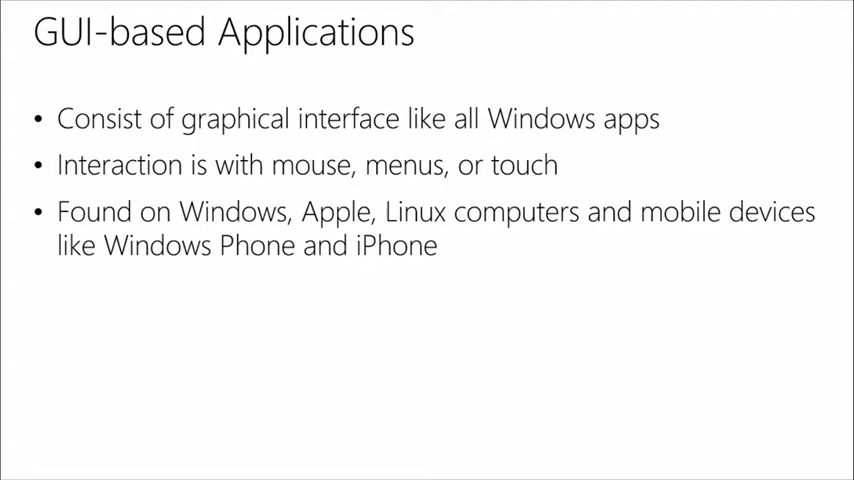 GUI-based Applications
• Consist of graphical interface like all Windows apps
• Interaction is with mouse, menus, or touch
• Found on Windows, Apple, Linux computers and mobile devices
like Windows Phone and iPhone